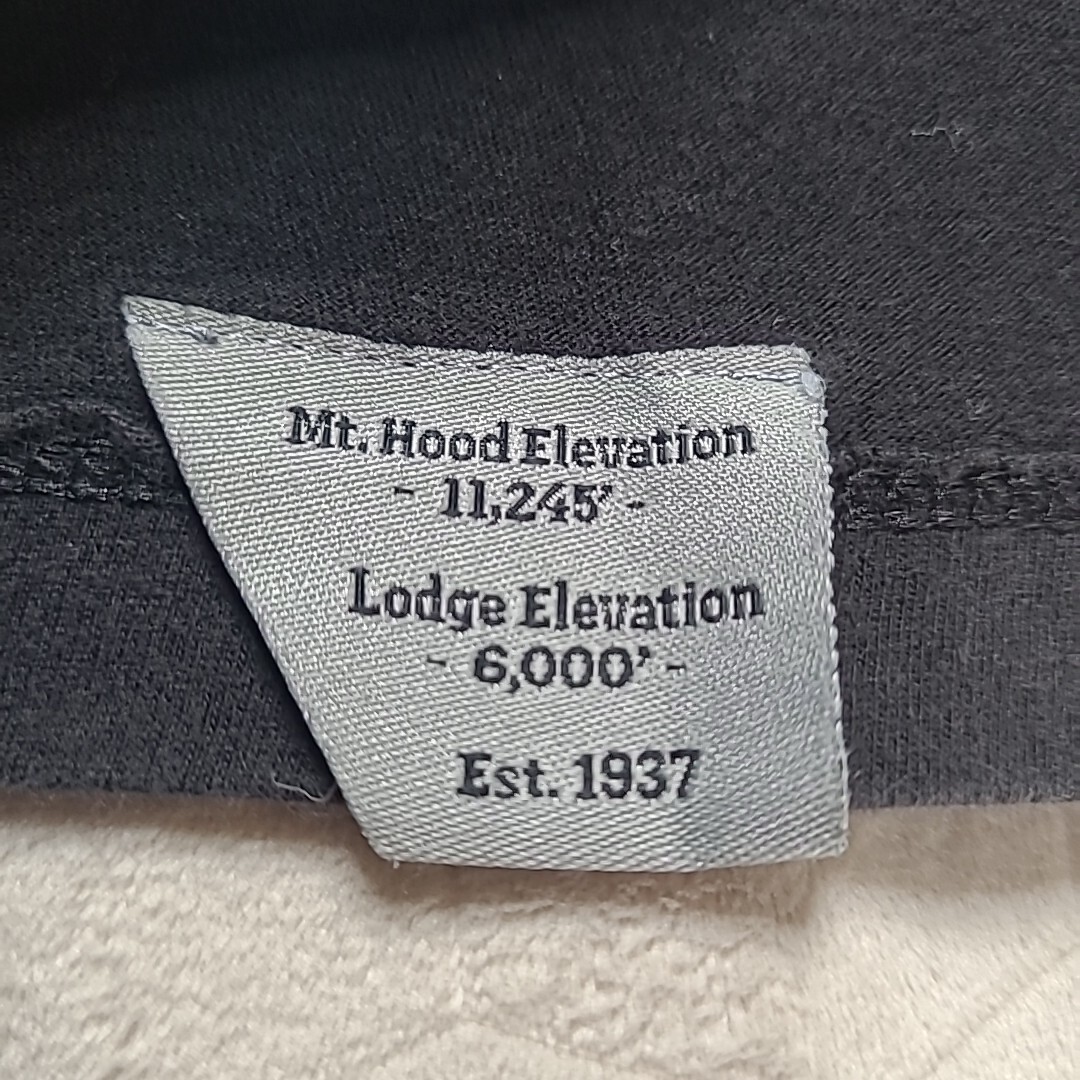 Mt. Hood Elevation
- 11,245' -
Lodge Elevation
- 6,000' -
Est. 1937